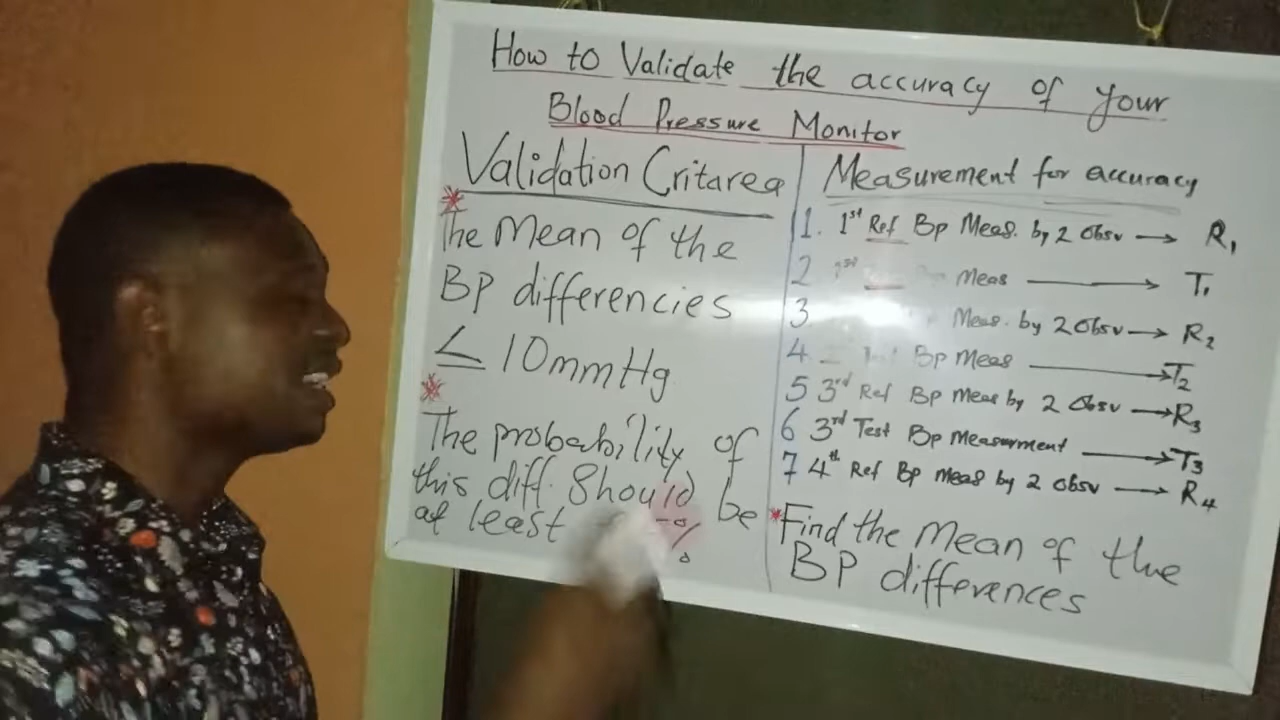 How to Validate the accuracy of your
Blood Pressure Monitor
Validation Critarea
* The Mean of the
BP differencies
≤ 10mmHg
* The probability of
this diff. Should be
at least %
Measurement for accuracy
1. 1st Ref Bp Meas. by 2 Obsv → R1
2 1st Meas → T1
3 Meas. by 2 Obsv → R2
4 Bp Meas → T2
5 3rd Ref Bp Meas by 2 Obsv → R3
6 3rd Test Bp Measurment → T3
7 4th Ref Bp Meas by 2 obsv → R4
* Find the Mean of the
BP differences